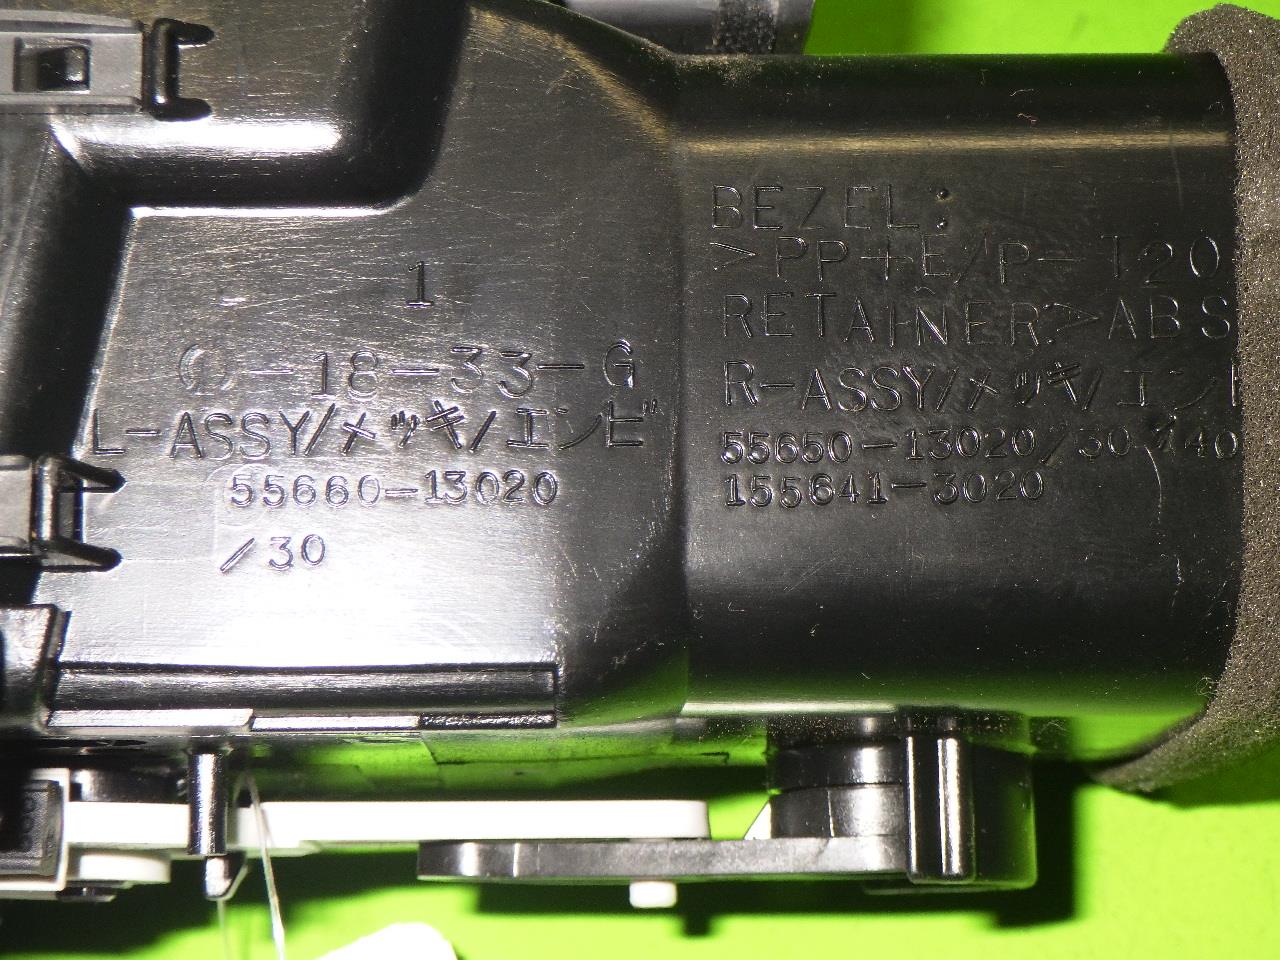 1
-18-33-G
L-ASSY/メッキ/エンビ
55660-13020
/30
BEZEL:
>PP+E/P-T20
RETAINER:>ABS
R-ASSY/メッキ/エン
55650-13020/30/40
155641-3020